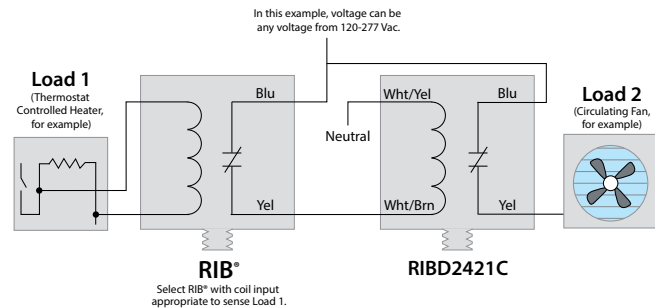 In this example, voltage can be
any voltage from 120-277 Vac.
Load 1
(Thermostat
Controlled Heater,
for example)
Blu
Yel
RIB®
Select RIB® with coil input
appropriate to sense Load 1.
Wht/Yel
Neutral
Wht/Brn
Blu
Yel
RIBD2421C
Load 2
(Circulating Fan,
for example)